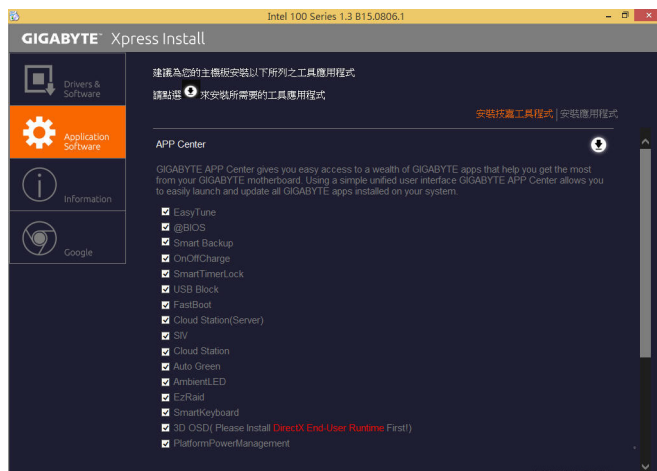 Intel 100 Series 1.3 B15.0806.1
GIGABYTE™ Xpress Install
Drivers &
Software
Application
Software
Information
Google
建議為您的主機板安裝以下所列之工具應用程式
請點選 來安裝所需要的工具應用程式
安裝技嘉工具程式 | 安裝應用程式
APP Center
GIGABYTE APP Center gives you easy access to a wealth of GIGABYTE apps that help you get the most
from your GIGABYTE motherboard. Using a simple unified user interface GIGABYTE APP Center allows you
to easily launch and update all GIGABYTE apps installed on your system.
EasyTune
@BIOS
Smart Backup
OnOffCharge
SmartTimerLock
USB Block
FastBoot
Cloud Station(Server)
SIV
Cloud Station
Auto Green
AmbientLED
EzRaid
SmartKeyboard
3D OSD( Please Install DirectX End-User Runtime First!)
PlatformPowerManagement